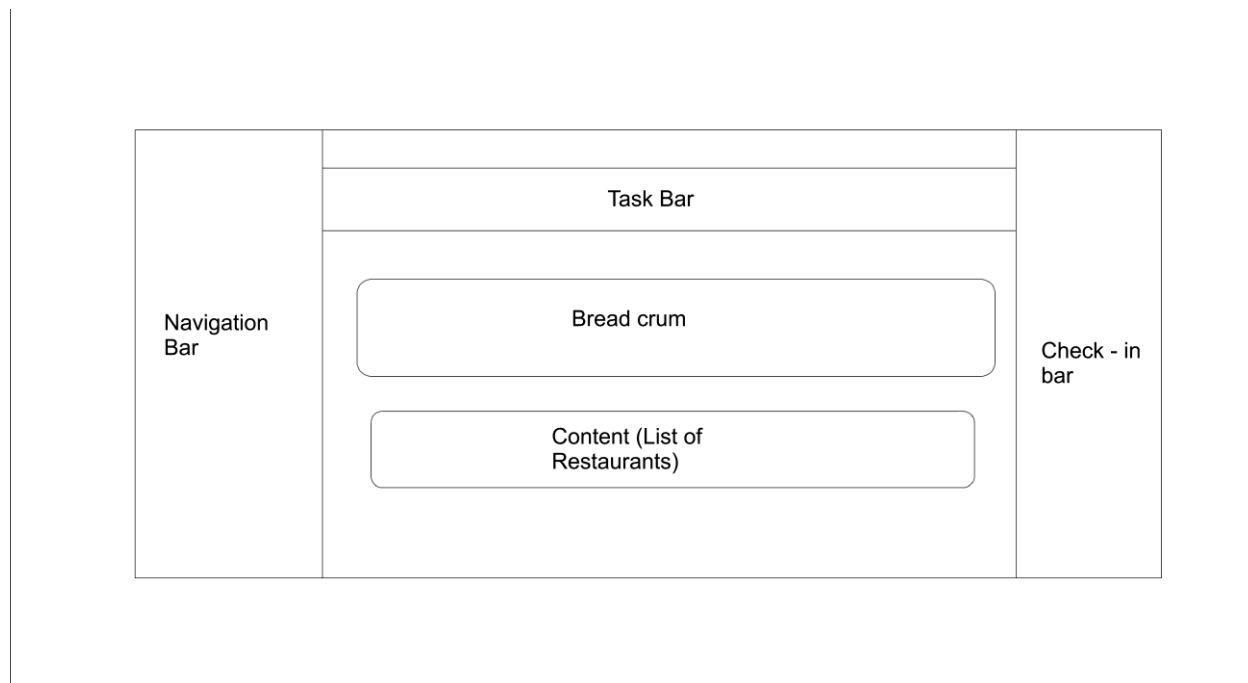 Task Bar
Navigation
Bar
Bread crum
Check - in
bar
Content (List of
Restaurants)